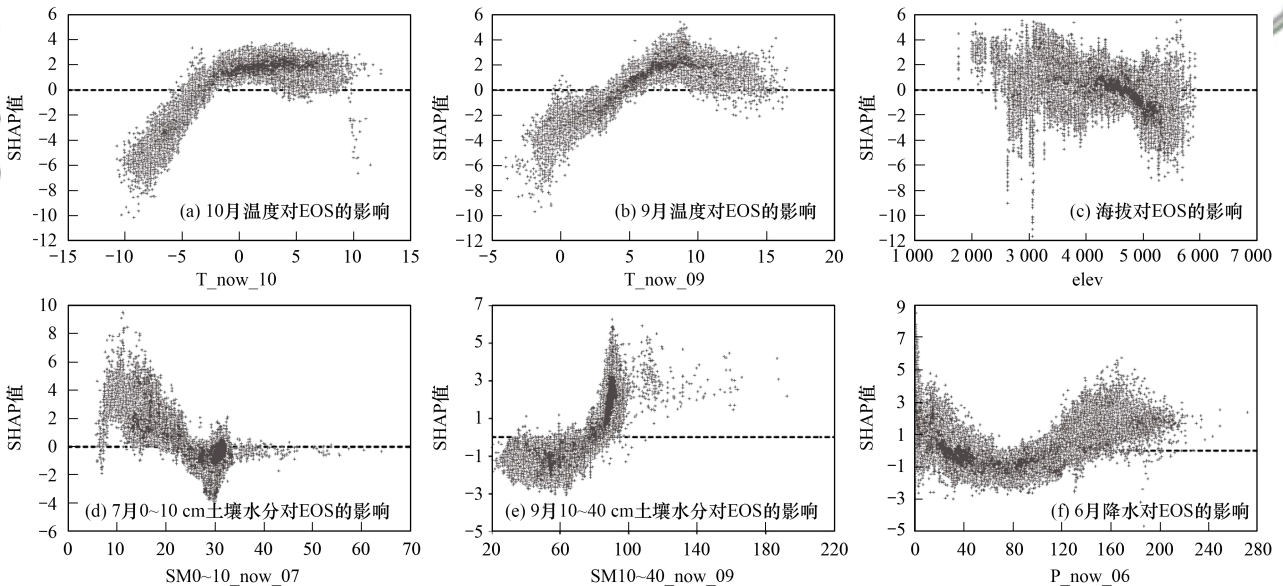 6
4
2
0
−2
−4
−6
−8
−10
−12
SHAP值
(a) 10月温度对EOS的影响
−15 −10 −5 0 5 10 15
T_now_10
6
4
2
0
−2
−4
−6
−8
−10
−12
SHAP值
(b) 9月温度对EOS的影响
−5 0 5 10 15 20
T_now_09
6
4
2
0
−2
−4
−6
−8
−10
−12
SHAP值
(c) 海拔对EOS的影响
1 000 2 000 3 000 4 000 5 000 6 000 7 000
elev
10
8
6
4
2
0
−2
−4
−6
SHAP值
(d) 7月0~10 cm土壤水分对EOS的影响
0 10 20 30 40 50 60 70
SM0~10_now_07
7
5
3
1
−1
−3
−5
SHAP值
(e) 9月10~40 cm土壤水分对EOS的影响
20 60 100 140 180 220
SM10~40_now_09
9
7
5
3
1
−1
−3
−5
SHAP值
(f) 6月降水对EOS的影响
0 40 80 120 160 200 240 280
P_now_06